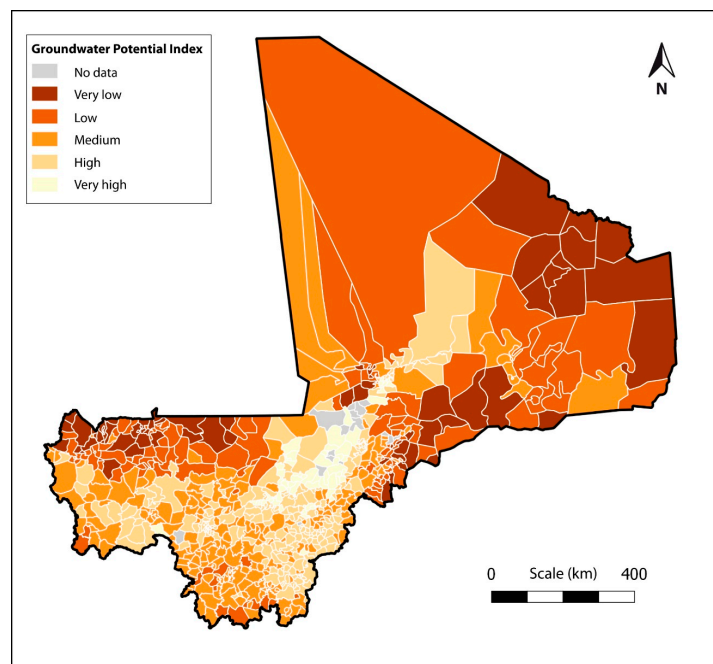 Groundwater Potential Index
No data
Very low
Low
Medium
High
Very high
N
0 Scale (km) 400